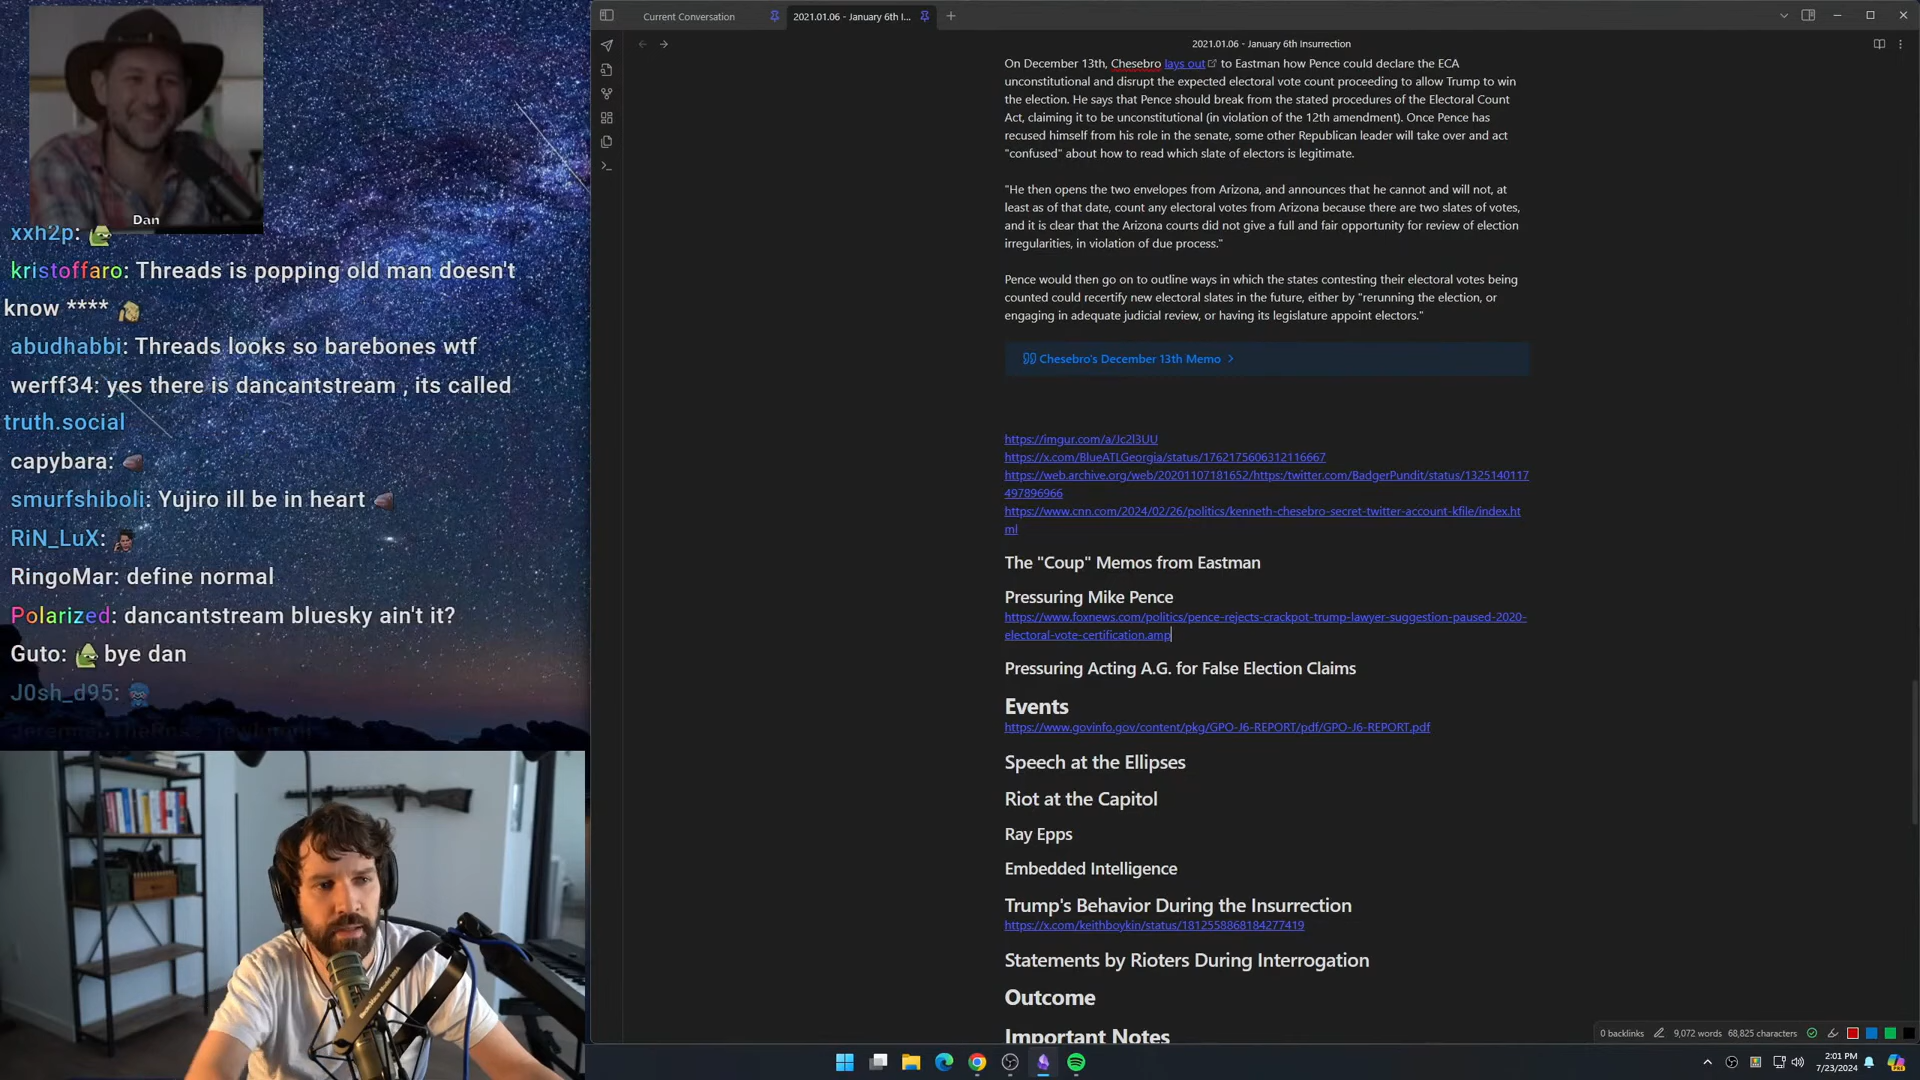 Dan
xxh2p:
kristoffaro: Threads is popping old man doesn't
know ****
abudhabbi: Threads looks so barebones wtf
werff34: yes there is dancantstream , its called
truth.social
capybara:
smurfshiboli: Yujiro ill be in heart
RiN_LuX:
RingoMar: define normal
Polarized: dancantstream bluesky ain't it?
Guto: bye dan
J0sh_d95:
Current Conversation
2021.01.06 - January 6th I...
2021.01.06 - January 6th Insurrection
On December 13th, Chesebro lays out to Eastman how Pence could declare the ECA
unconstitutional and disrupt the expected electoral vote count proceeding to allow Trump to win
the election. He says that Pence should break from the stated procedures of the Electoral Count
Act, claiming it to be unconstitutional (in violation of the 12th amendment). Once Pence has
recused himself from his role in the senate, some other Republican leader will take over and act
"confused" about how to read which slate of electors is legitimate.
"He then opens the two envelopes from Arizona, and announces that he cannot and will not, at
least as of that date, count any electoral votes from Arizona because there are two slates of votes,
and it is clear that the Arizona courts did not give a full and fair opportunity for review of election
irregularities, in violation of due process."
Pence would then go on to outline ways in which the states contesting their electoral votes being
counted could recertify new electoral slates in the future, either by "rerunning the election, or
engaging in adequate judicial review, or having its legislature appoint electors."
Chesebro's December 13th Memo
https://imgur.com/a/Jc2l3UU
https://x.com/BlueATLGeorgia/status/1762175606312116667
https://web.archive.org/web/20201107181652/https:/twitter.com/BadgerPundit/status/1325140117
497896966
https://www.cnn.com/2024/02/26/politics/kenneth-chesebro-secret-twitter-account-kfile/index.ht
ml
The "Coup" Memos from Eastman
Pressuring Mike Pence
https://www.foxnews.com/politics/pence-rejects-crackpot-trump-lawyer-suggestion-paused-2020-
electoral-vote-certification.amp
Pressuring Acting A.G. for False Election Claims
Events
https://www.govinfo.gov/content/pkg/GPO-J6-REPORT/pdf/GPO-J6-REPORT.pdf
Speech at the Ellipses
Riot at the Capitol
Ray Epps
Embedded Intelligence
Trump's Behavior During the Insurrection
https://x.com/keithboykin/status/1812558868184277419
Statements by Rioters During Interrogation
Outcome
Important Notes
0 backlinks 9,072 words 68,825 characters
2:01 PM
7/23/2024